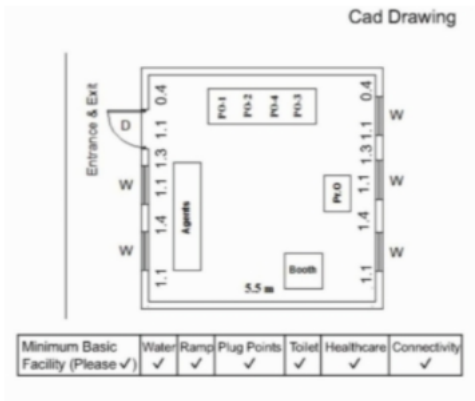 Cad Drawing
Entrance & Exit
D
W
W
0.4
1.1
1.3
1.1
1.4
1.1
Agents
PO-1
PO-2
PO-4
PO-3
Pr.O
Booth
5.5 m
0.4
1.1
1.3
1.1
1.4
1.1
W
W
W
Minimum Basic Facility (Please ✓) Water Ramp Plug Points Toilet Healthcare Connectivity
✓ ✓ ✓ ✓ ✓ ✓